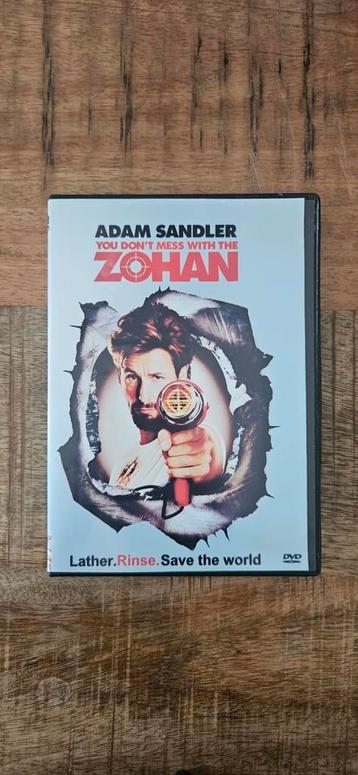 ADAM SANDLER
YOU DON'T MESS WITH THE
ZOHAN
Lather.Rinse.Save the world
DVD